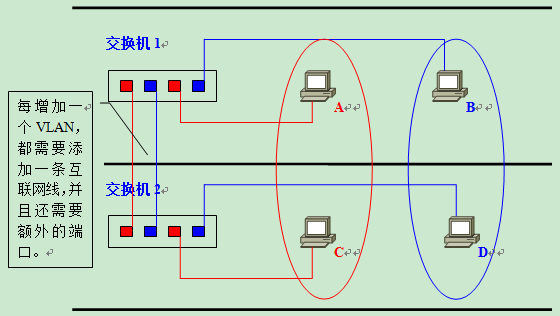 交换机 1
A
B
每增加一
个 VLAN,
都需要添
加一条互
联网线,并
且还需要
额外的端
口。
交换机 2
C
D